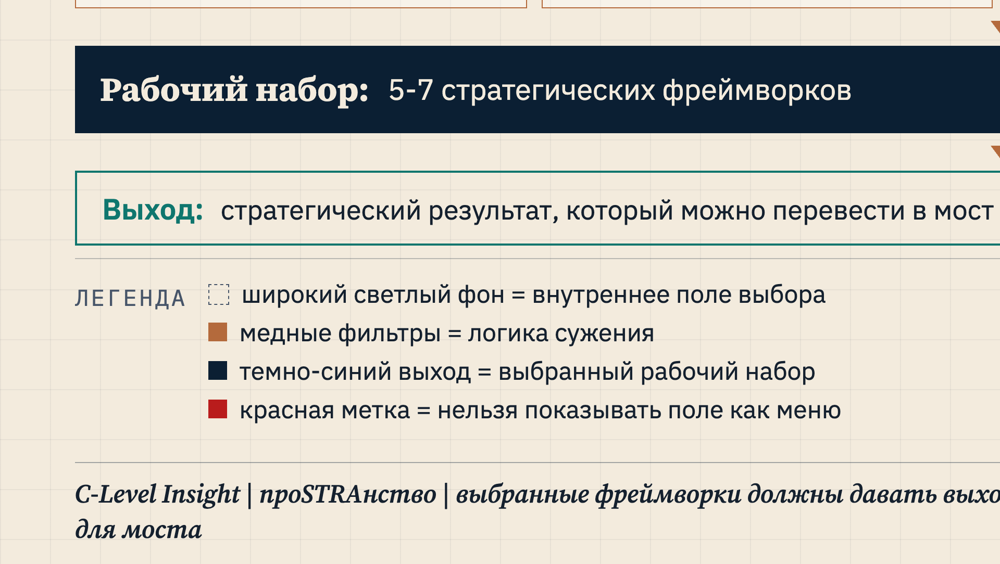 Рабочий набор: 5-7 стратегических фреймворков
Выход: стратегический результат, который можно перевести в мост
ЛЕГЕНДА
широкий светлый фон = внутреннее поле выбора
медные фильтры = логика сужения
темно-синий выход = выбранный рабочий набор
красная метка = нельзя показывать поле как меню
C-Level Insight | проSTRAнство | выбранные фреймворки должны давать
для моста